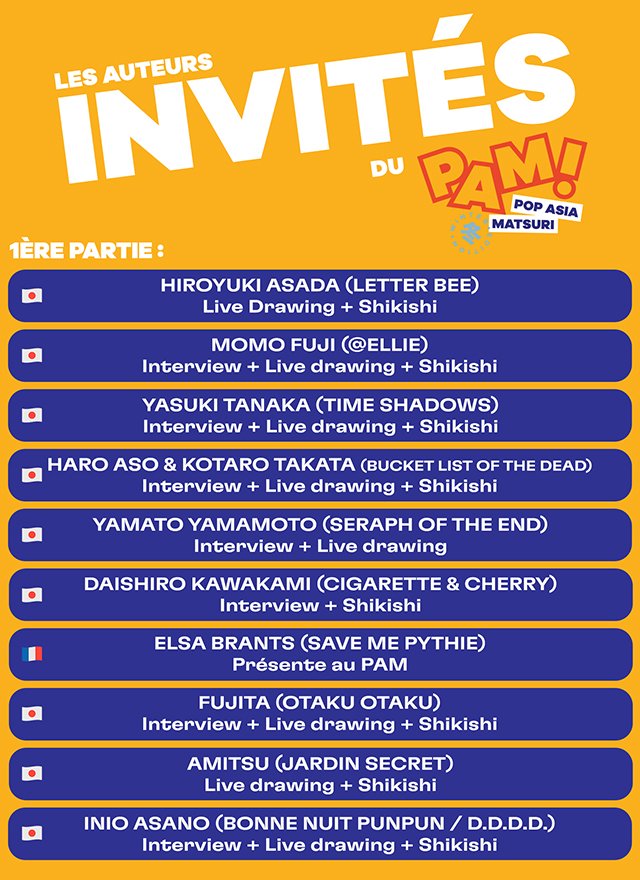 LES AUTEURS
INVITÉS
DU PAM!
POP ASIA
MATSURI
1ÈRE PARTIE :
HIROYUKI ASADA (LETTER BEE)
Live Drawing + Shikishi
MOMO FUJI (@ELLIE)
Interview + Live drawing + Shikishi
YASUKI TANAKA (TIME SHADOWS)
Interview + Live drawing + Shikishi
HARO ASO & KOTARO TAKATA (BUCKET LIST OF THE DEAD)
Interview + Live drawing + Shikishi
YAMATO YAMAMOTO (SERAPH OF THE END)
Interview + Live drawing
DAISHIRO KAWAKAMI (CIGARETTE & CHERRY)
Interview + Shikishi
ELSA BRANTS (SAVE ME PYTHIE)
Présente au PAM
FUJITA (OTAKU OTAKU)
Interview + Live drawing + Shikishi
AMITSU (JARDIN SECRET)
Live drawing + Shikishi
INIO ASANO (BONNE NUIT PUNPUN / D.D.D.D.)
Interview + Live drawing + Shikishi